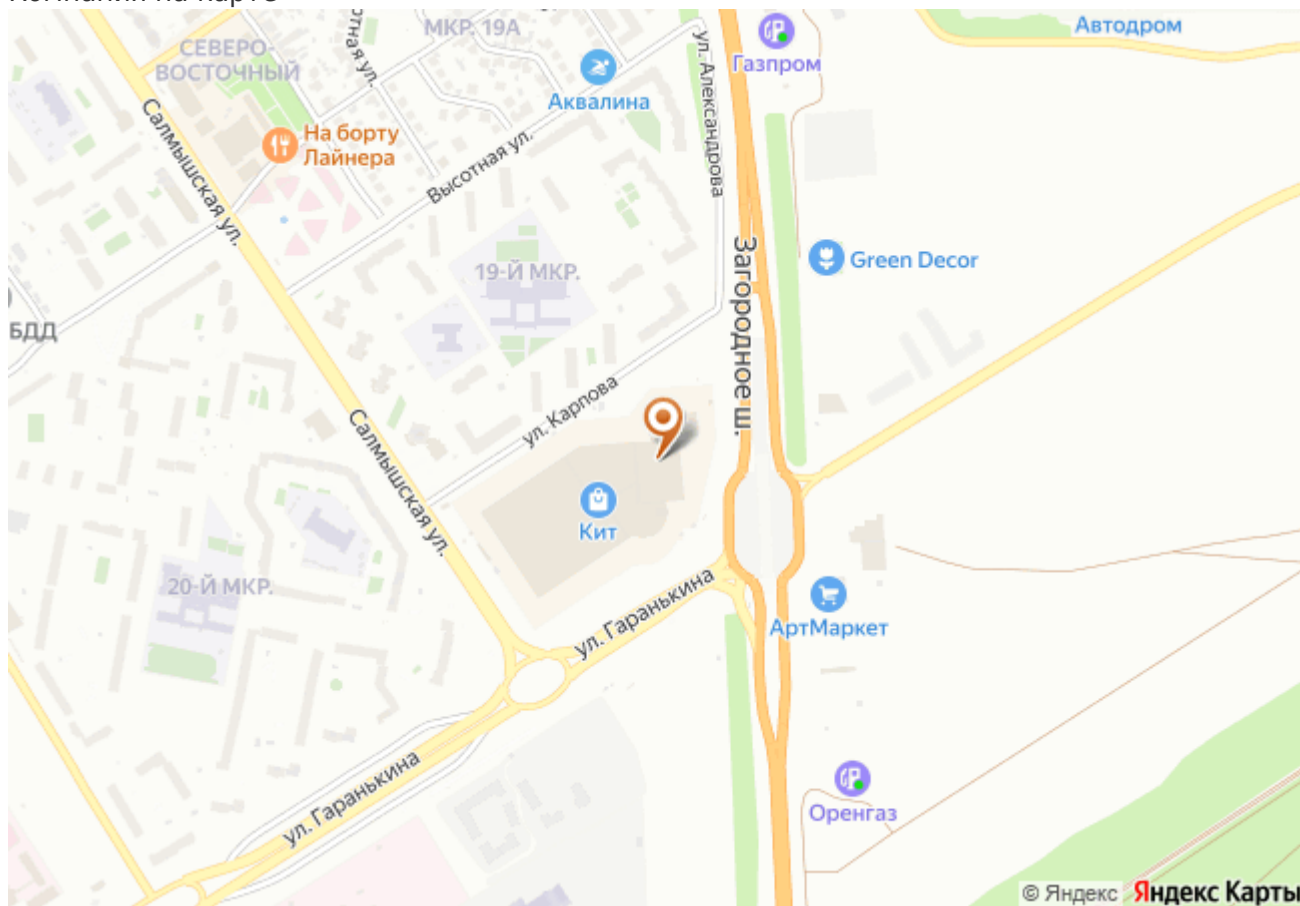 МКР. 19А
СЕВЕРО-
ВОСТОЧНЫЙ
отная ул.
Аквалина
Газпром
Автодром
ул. Александрова
Салмышская ул.
На борту
Лайнера
Высотная ул.
19-Й МКР.
Загородное ш.
Green Decor
БДД
ул. Карпова
Салмышская ул.
Кит
20-Й МКР.
ул. Гаранькина
АртМаркет
ул. Гаранькина
Оренгаз
© Яндекс Яндекс Карты